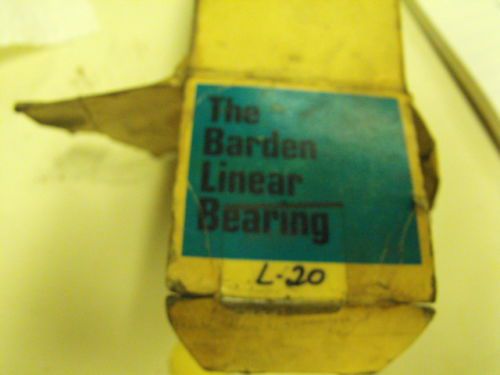 The
Barden
Linear
Bearing
L-20